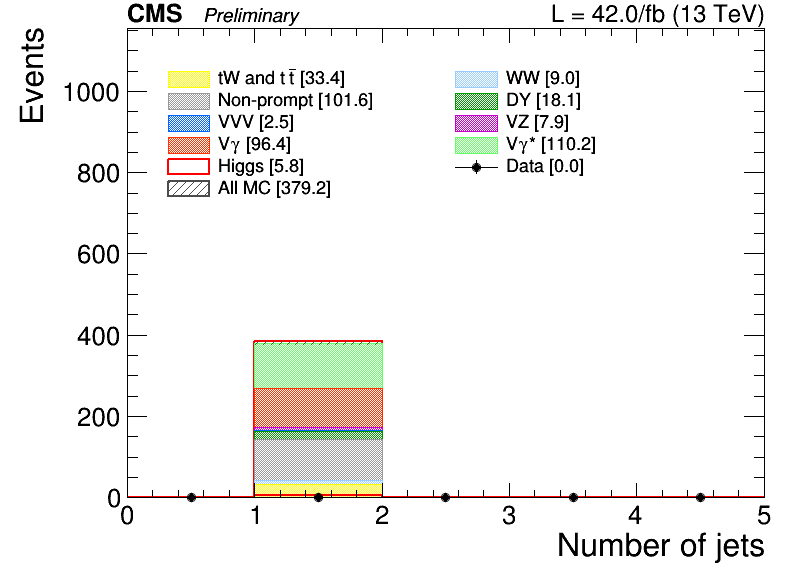 CMS Preliminary L = 42.0/fb (13 TeV)
Events
tW and tt̄ [33.4]
Non-prompt [101.6]
VVV [2.5]
Vγ [96.4]
Higgs [5.8]
All MC [379.2]
WW [9.0]
DY [18.1]
VZ [7.9]
Vγ* [110.2]
Data [0.0]
1000
800
600
400
200
0
0 1 2 3 4 5
Number of jets